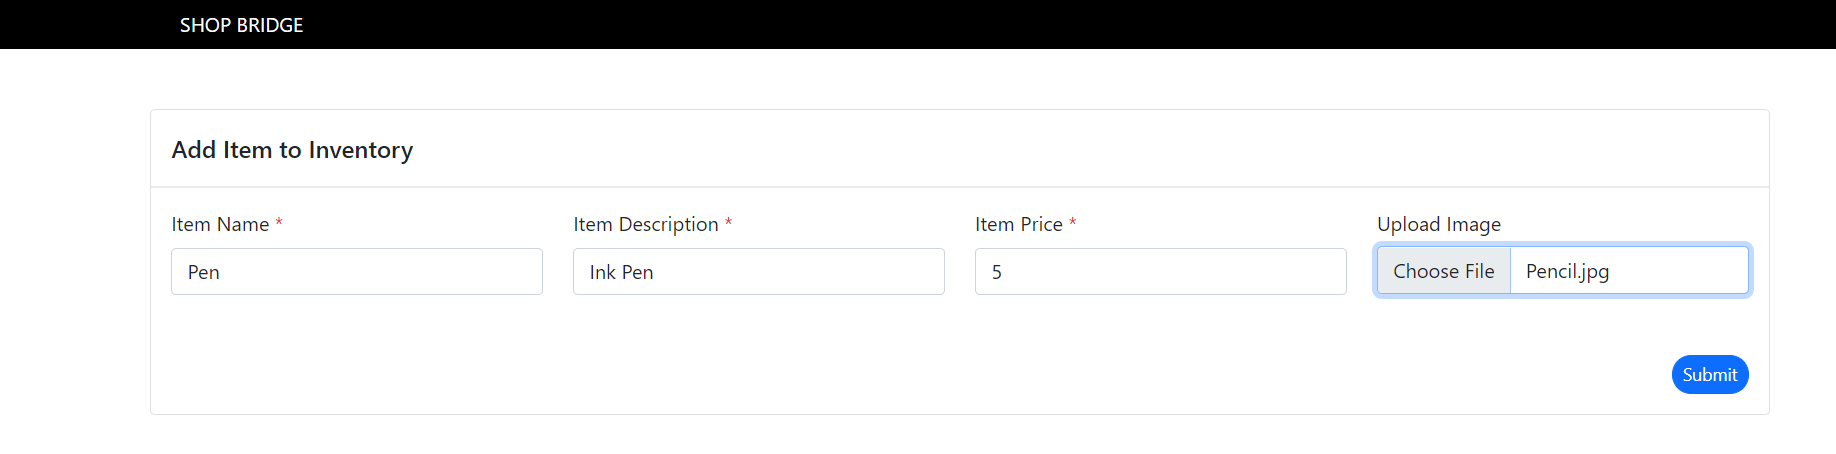 SHOP BRIDGE
Add Item to Inventory
Item Name * Item Description * Item Price * Upload Image
Pen Ink Pen 5 Choose File Pencil.jpg
Submit